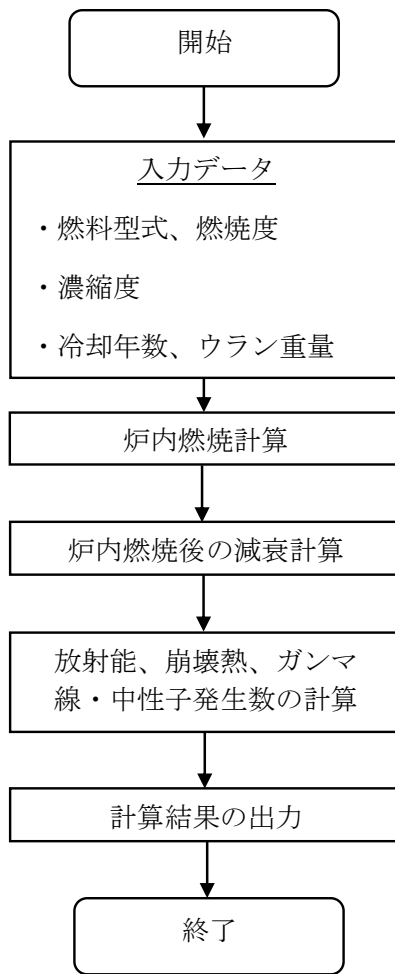 開始
入力データ
・燃料型式、燃焼度
・濃縮度
・冷却年数、ウラン重量
炉内燃焼計算
炉内燃焼後の減衰計算
放射能、崩壊熱、ガンマ
線・中性子発生数の計算
計算結果の出力
終了